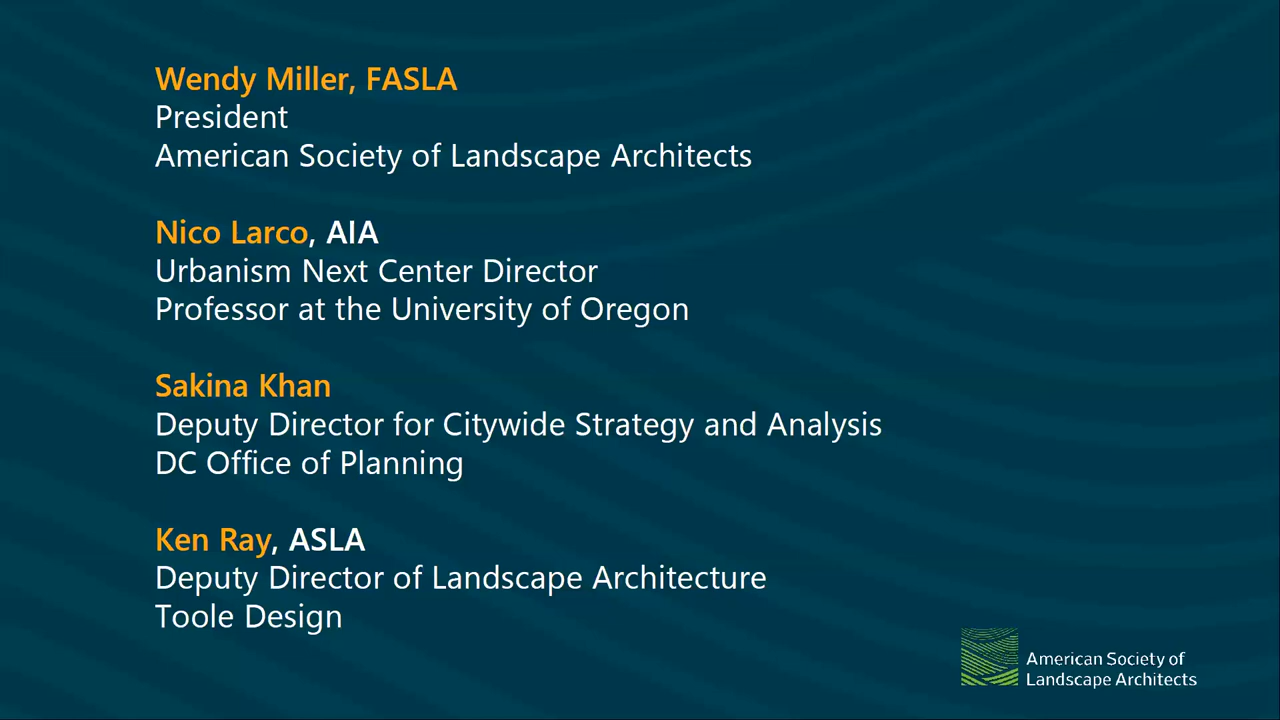 Wendy Miller, FASLA
President
American Society of Landscape Architects
Nico Larco, AIA
Urbanism Next Center Director
Professor at the University of Oregon
Sakina Khan
Deputy Director for Citywide Strategy and Analysis
DC Office of Planning
Ken Ray, ASLA
Deputy Director of Landscape Architecture
Toole Design
American Society of
Landscape Architects